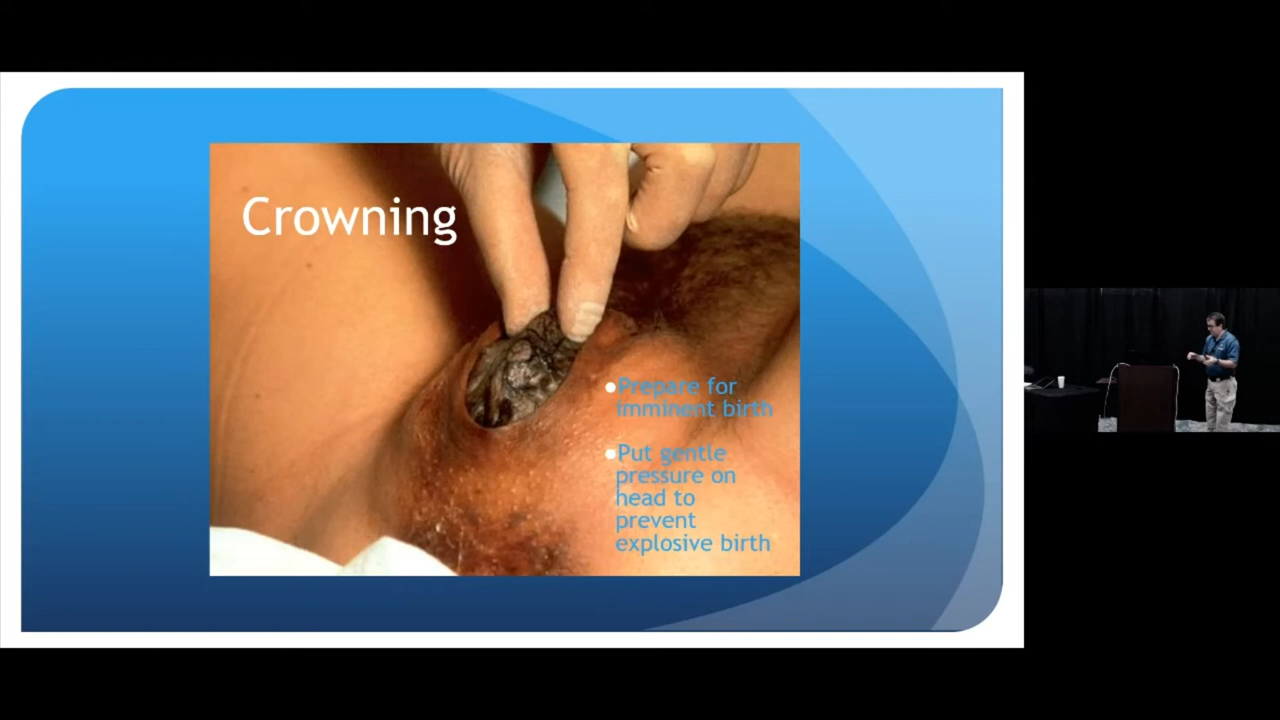 Crowning
•Prepare for
imminent birth
•Put gentle
pressure on
head to
prevent
explosive birth